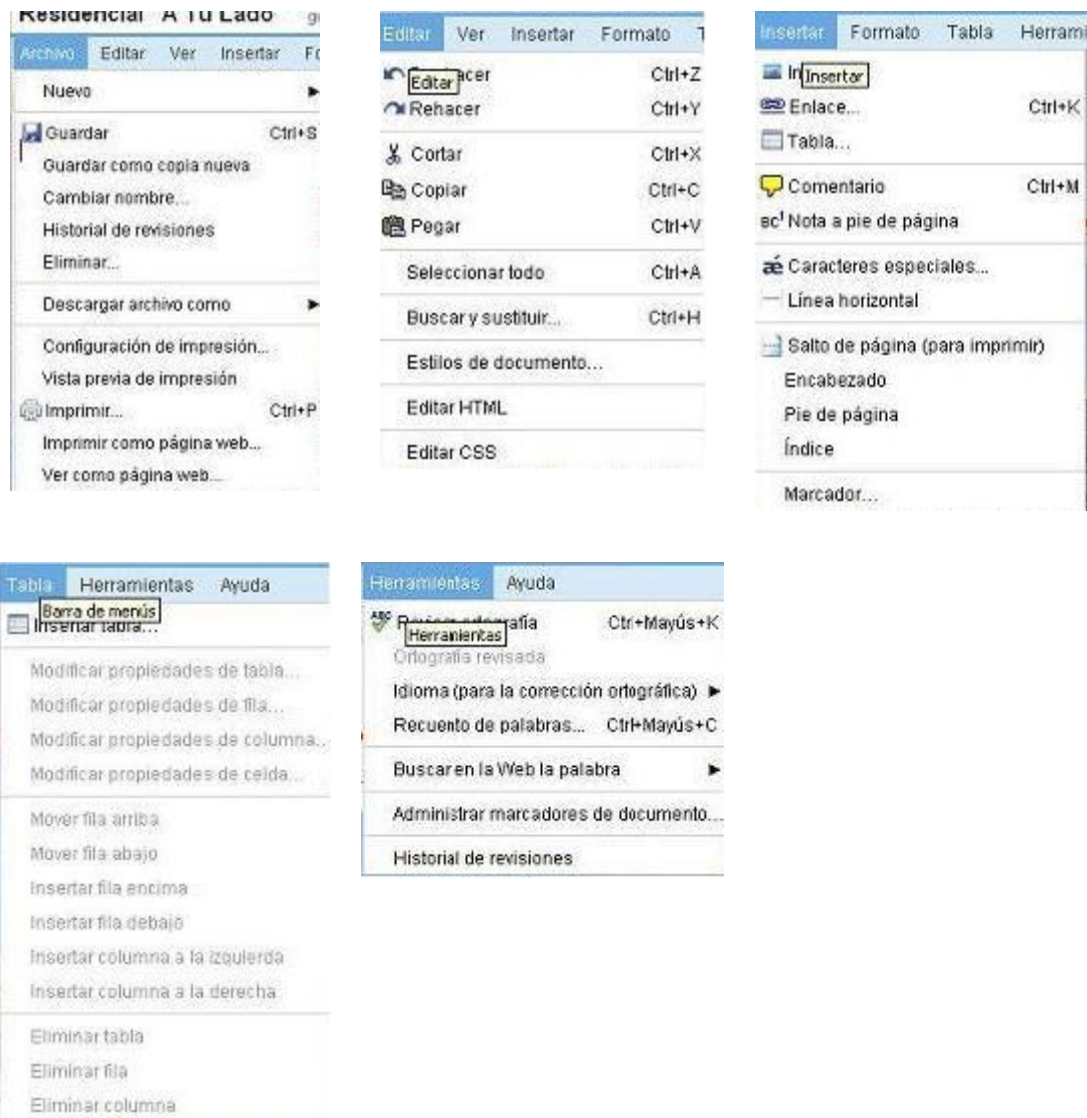 Residencial A Tu Lado
Archivo Editar Ver Insertar
Nuevo
Guardar Ctrl+S
Guardar como copia nueva
Cambiar nombre...
Historial de revisiones
Eliminar...
Descargar archivo como
Configuración de impresión...
Vista previa de impresión
Imprimir... Ctrl+P
Imprimir como página web...
Ver como página web...
Editar Ver Insertar Formato
Editar
Rehacer Ctrl+Y
Ctrl+Z
Cortar Ctrl+X
Copiar Ctrl+C
Pegar Ctrl+V
Seleccionar todo Ctrl+A
Buscar y sustituir... Ctrl+H
Estilos de documento...
Editar HTML
Editar CSS
Insertar Formato Tabla Herrami
Insertar
Enlace... Ctrl+K
Tabla...
Comentario Ctrl+M
Nota a pie de página
æ Caracteres especiales...
Línea horizontal
Salto de página (para imprimir)
Encabezado
Pie de página
Índice
Marcador...
Tabla Herramientas Ayuda
Barra de menús
Insertar tabla...
Modificar propiedades de tabla...
Modificar propiedades de fila...
Modificar propiedades de columna...
Modificar propiedades de celda...
Mover fila arriba
Mover fila abajo
Insertar fila encima
Insertar fila debajo
Insertar columna a la izquierda
Insertar columna a la derecha
Eliminar tabla
Eliminar fila
Eliminar columna
Herramientas Ayuda
ABC Ctrl+Mayús+K
Herramientas
Ortografía revisada
Idioma (para la corrección ortográfica)
Recuento de palabras... Ctrl+Mayús+C
Buscar en la Web la palabra
Administrar marcadores de documento...
Historial de revisiones